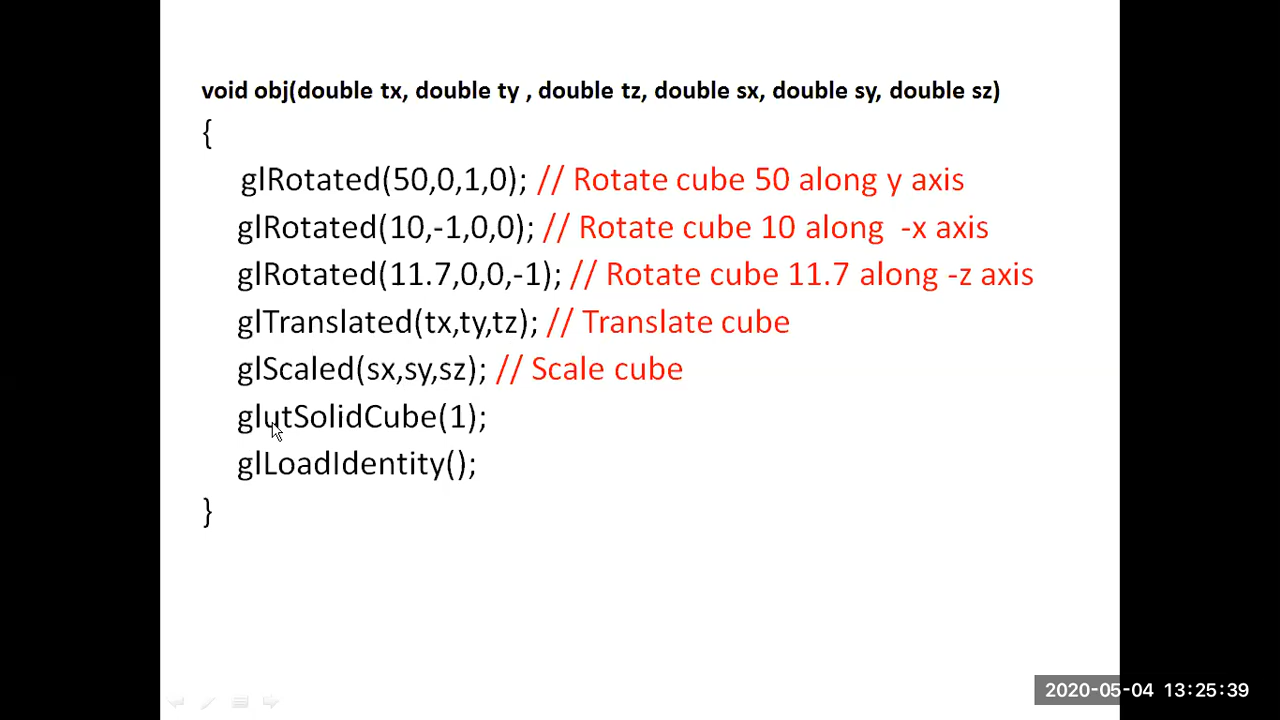 void obj(double tx, double ty , double tz, double sx, double sy, double sz)
{
glRotated(50,0,1,0); // Rotate cube 50 along y axis
glRotated(10,-1,0,0); // Rotate cube 10 along  -x axis
glRotated(11.7,0,0,-1); // Rotate cube 11.7 along -z axis
glTranslated(tx,ty,tz); // Translate cube
glScaled(sx,sy,sz); // Scale cube
glutSolidCube(1);
glLoadIdentity();
}
2020-05-04 13:25:39